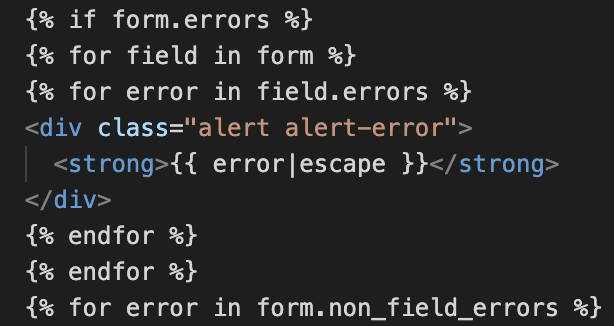 {% if form.errors %}
{% for field in form %}
{% for error in field.errors %}
<div class="alert alert-error">
<strong>{{ error|escape }}</strong>
</div>
{% endfor %}
{% endfor %}
{% for error in form.non_field_errors %}